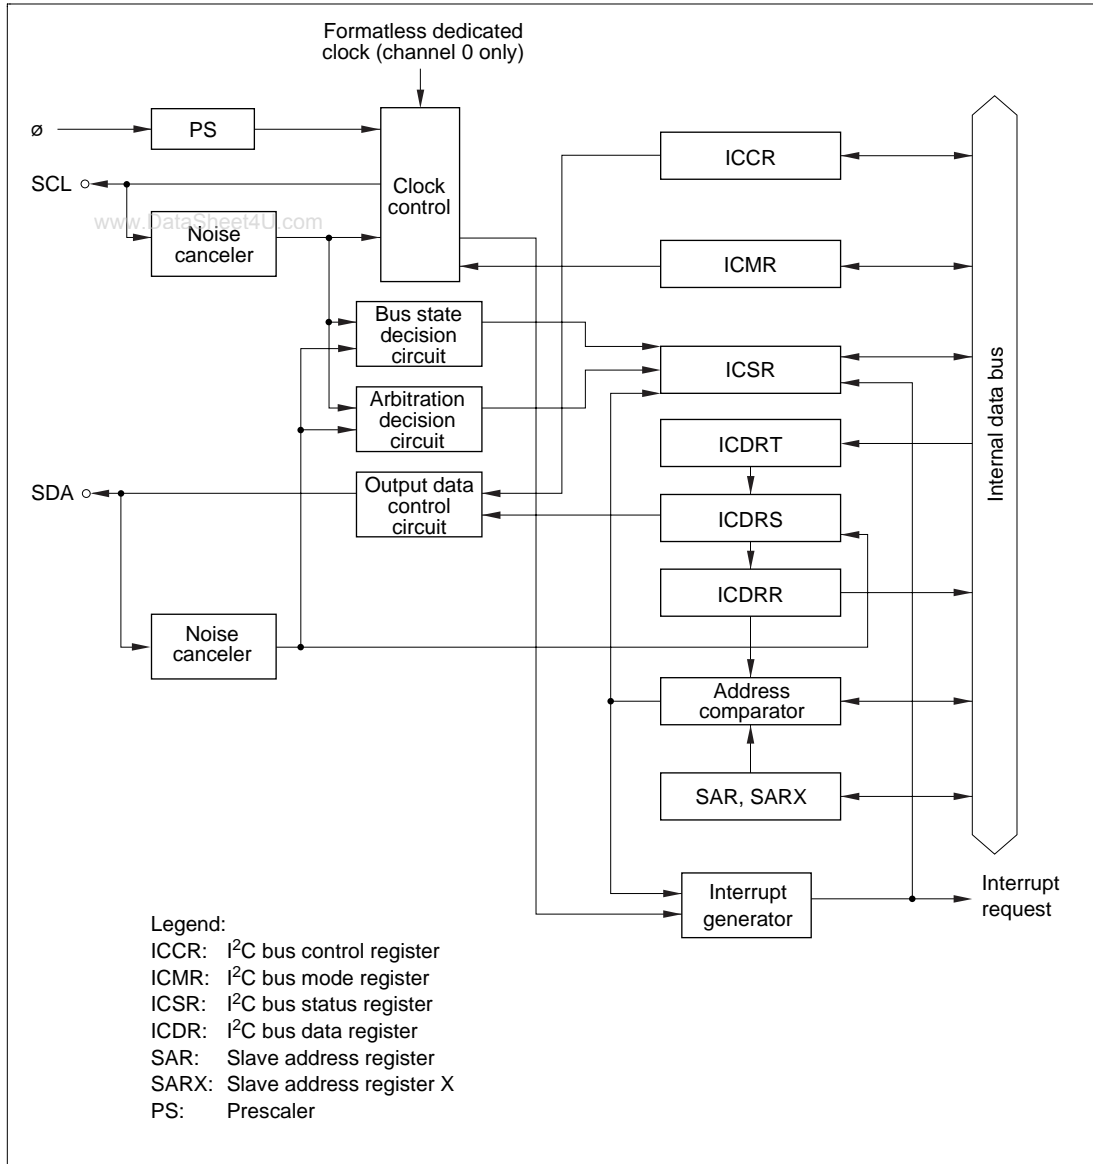 Formatless dedicated
clock (channel 0 only)
ø
PS
ICCR
SCL
Clock
control
www.DataSheet4U.com
Noise
canceler
ICMR
Bus state
decision
circuit
ICSR
Arbitration
decision
circuit
ICDRT
Internal data bus
SDA
Output data
control
circuit
ICDRS
ICDRR
Noise
canceler
Address
comparator
SAR, SARX
Interrupt
generator
Interrupt
request
Legend:
ICCR: I²C bus control register
ICMR: I²C bus mode register
ICSR: I²C bus status register
ICDR: I²C bus data register
SAR: Slave address register
SARX: Slave address register X
PS: Prescaler